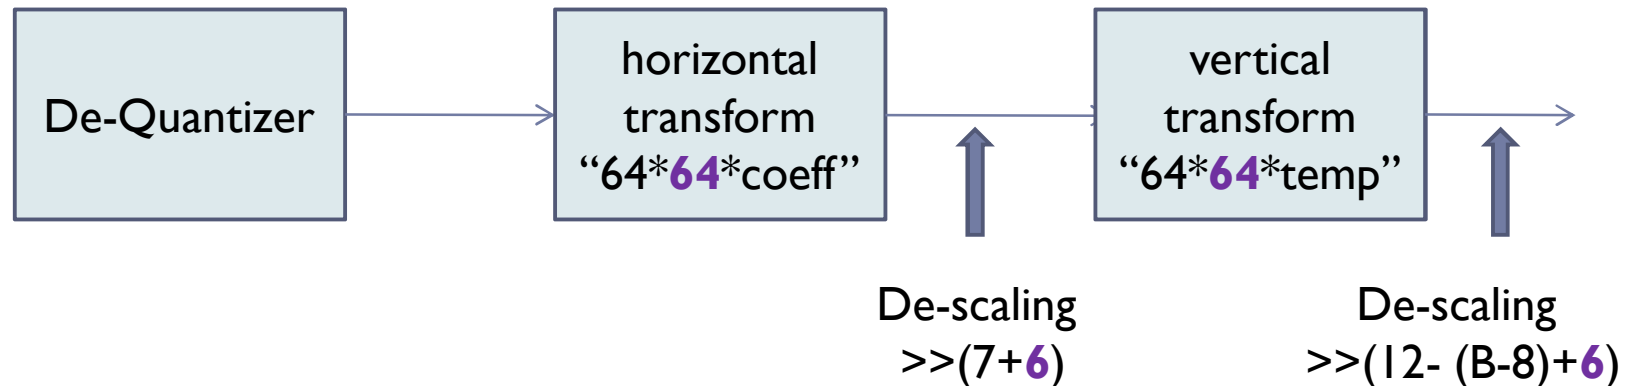 De-Quantizer
horizontal
transform
“64*64*coeff”
vertical
transform
“64*64*temp”
De-scaling
>>(7+6)
De-scaling
>>(12- (B-8)+6)